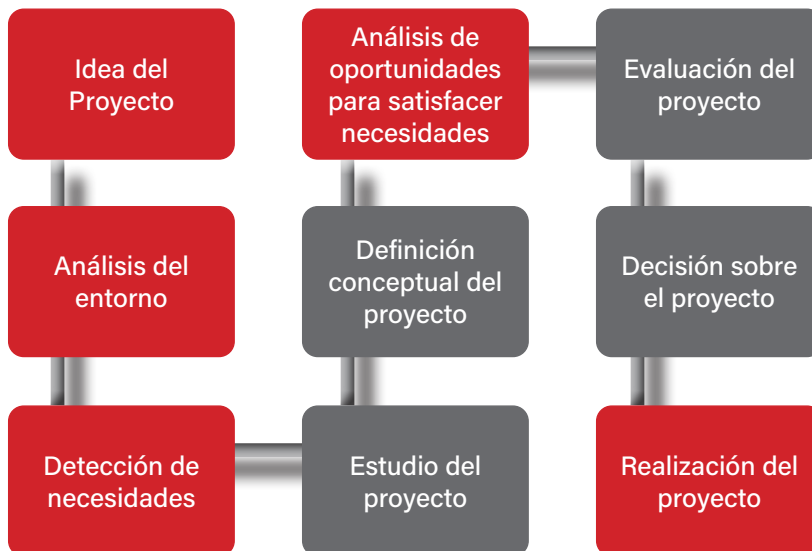 Idea del
Proyecto
Análisis del
entorno
Detección de
necesidades
Estudio del
proyecto
Definición
conceptual del
proyecto
Análisis de
oportunidades
para satisfacer
necesidades
Evaluación del
proyecto
Decisión sobre
el proyecto
Realización del
proyecto